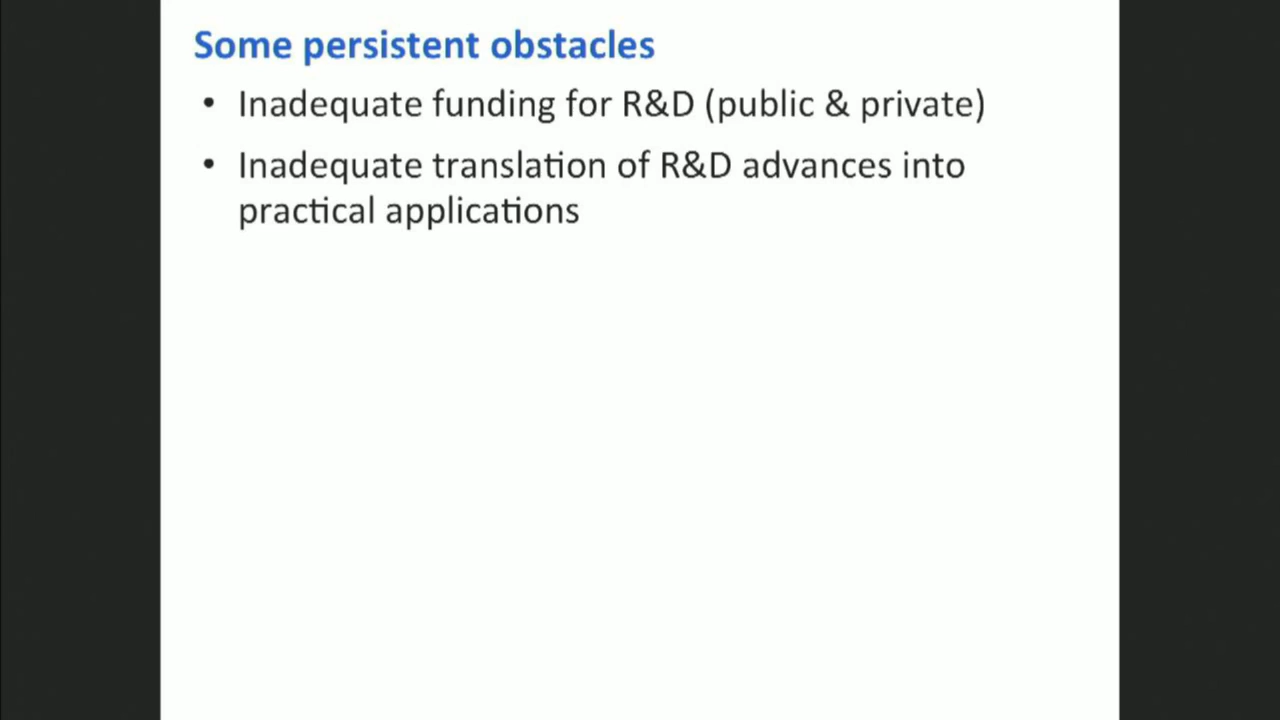 Some persistent obstacles
• Inadequate funding for R&D (public & private)
• Inadequate translation of R&D advances into
practical applications